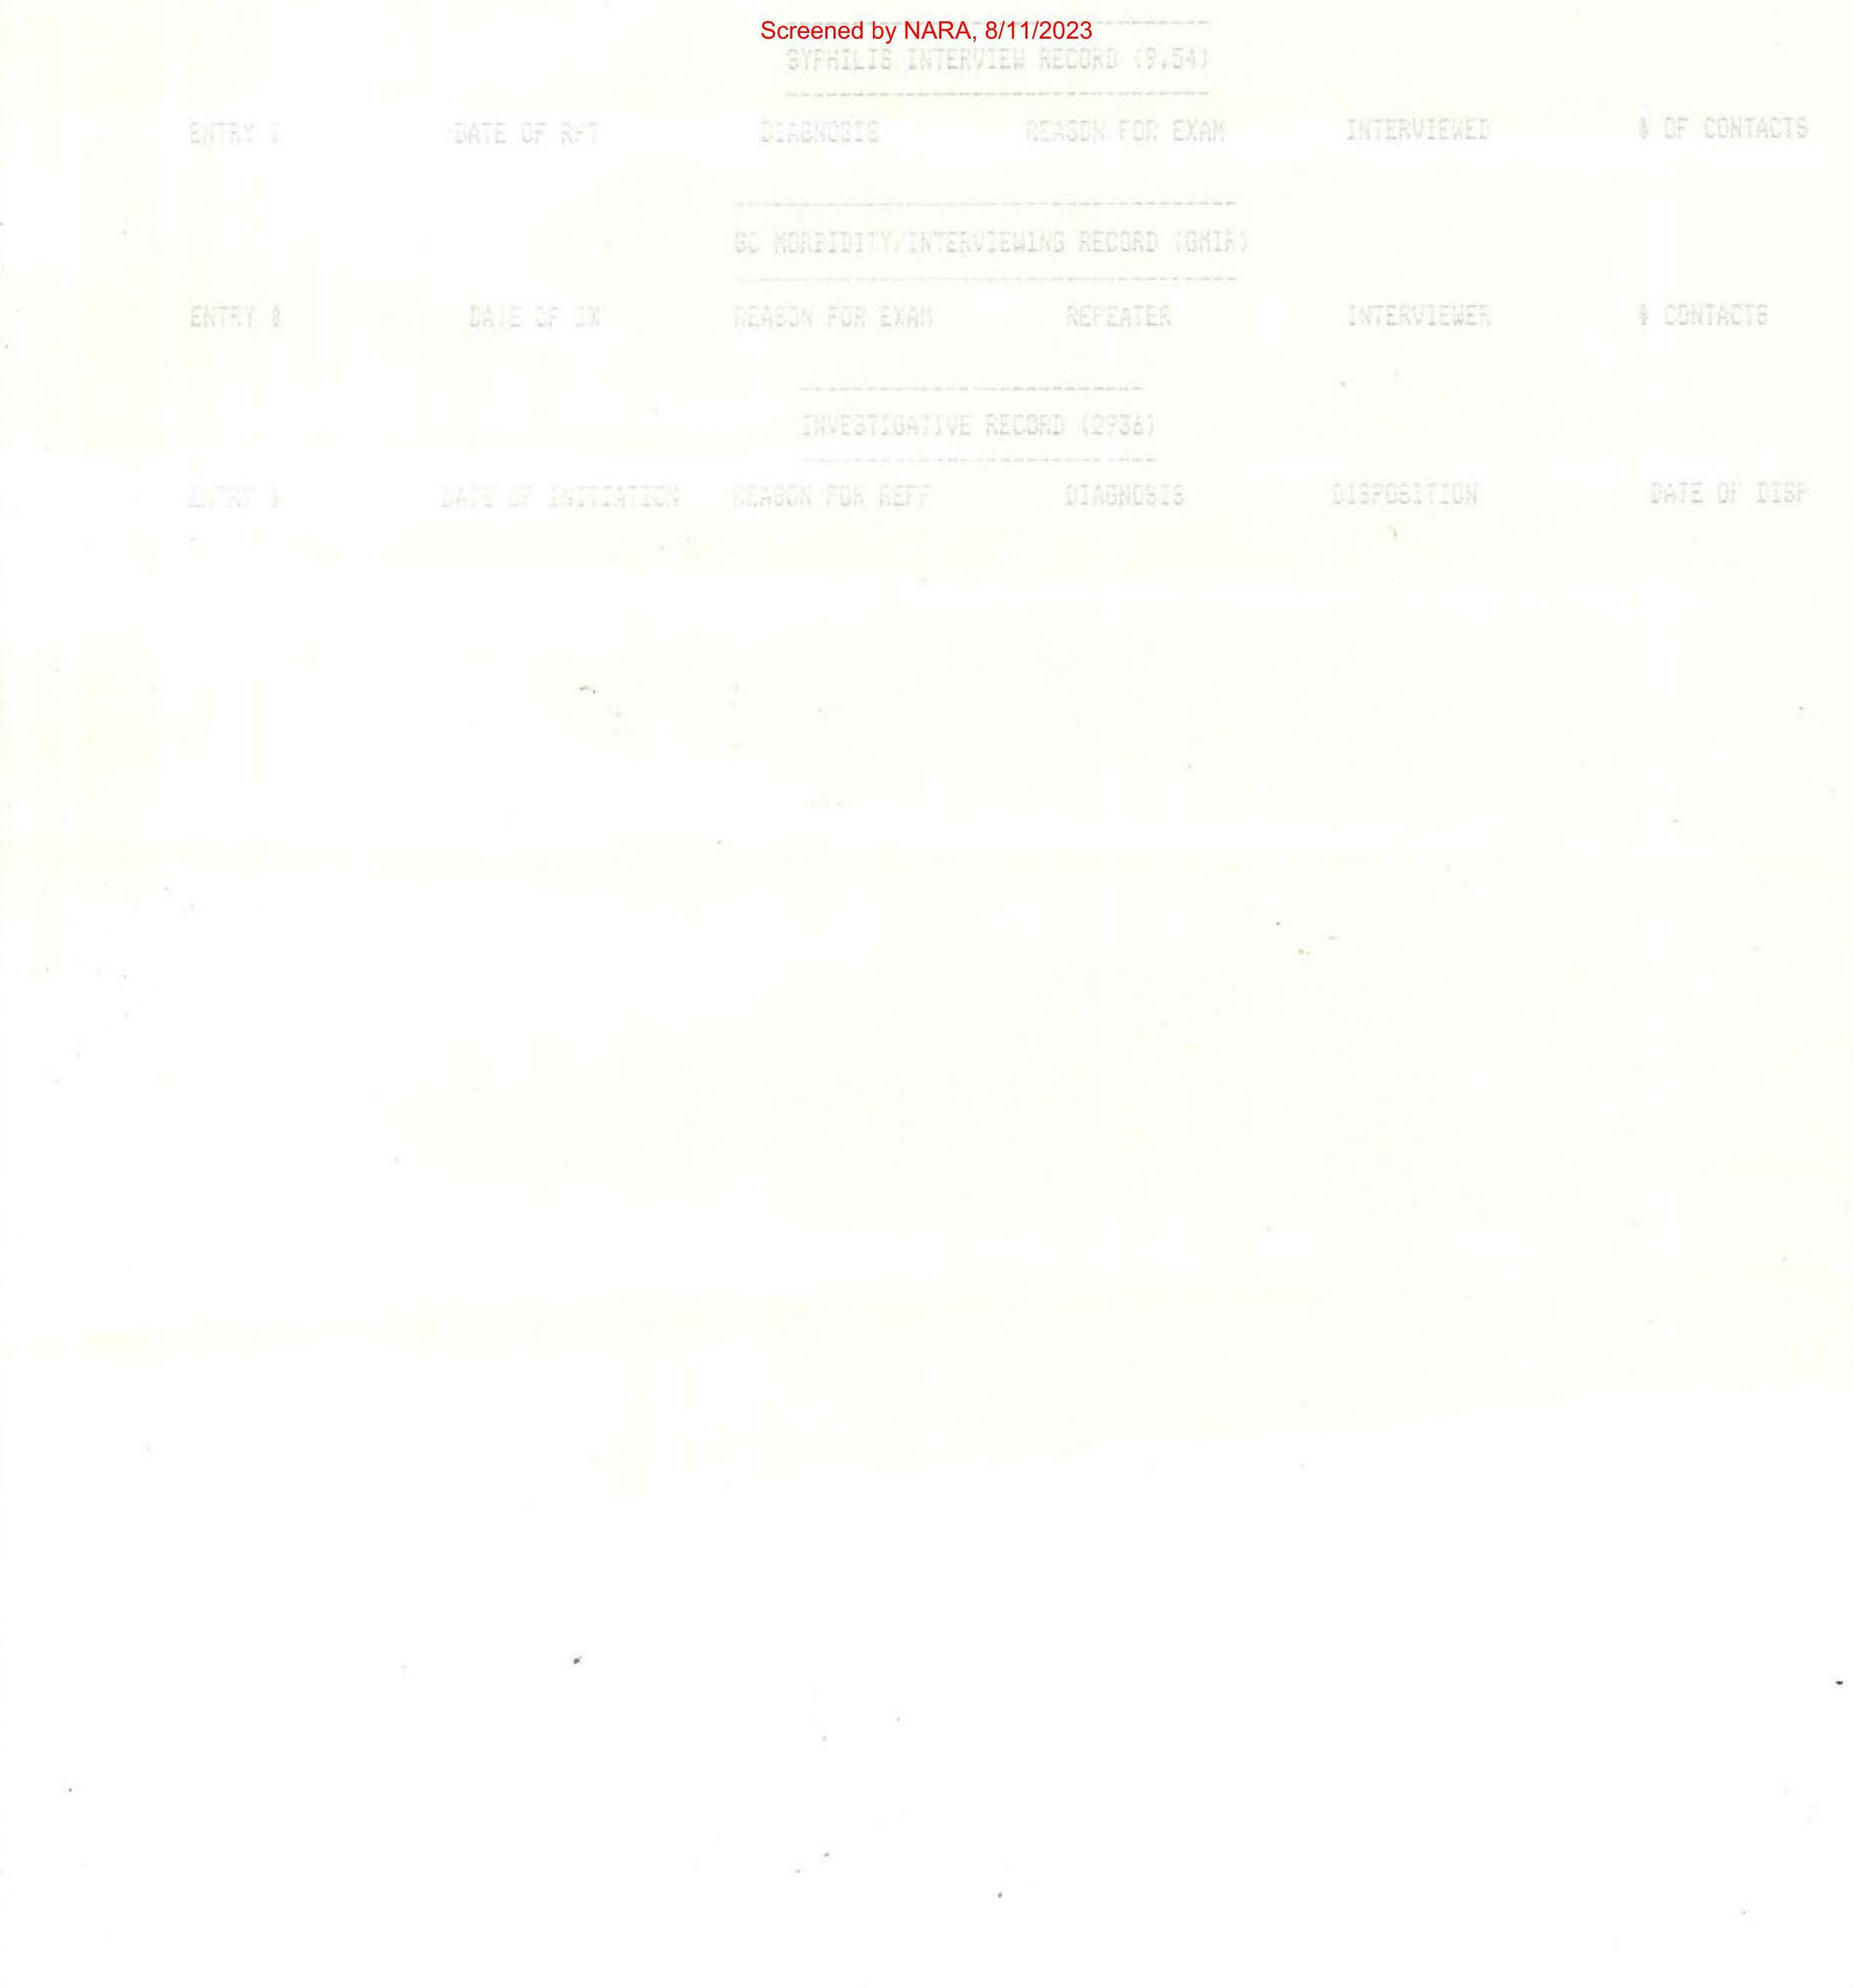 Screened by NARA, 8/11/2023
SYPHILIS INTERVIEW RECORD (9.54)
ENTRY # DATE OF RPT DIAGNOSIS REASON FOR EXAM INTERVIEWED # OF CONTACTS
GC MORBIDITY/INTERVIEWING RECORD (GMIR)
ENTRY # DATE OF DX REASON FOR EXAM REPEATER INTERVIEWER # CONTACTS
INVESTIGATIVE RECORD (2936)
ENTRY # DATE OF INITIATION REASON FOR REFF DIAGNOSIS DISPOSITION DATE OF DISP